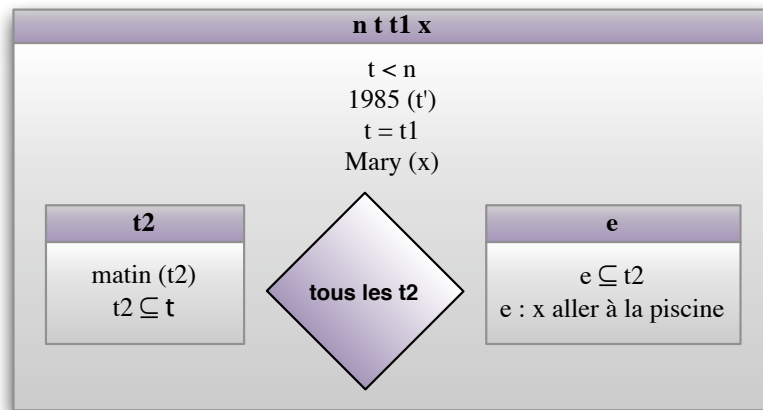 n t t1 x
t < n
1985 (t')
t = t1
Mary (x)
t2
matin (t2)
t2 ⊆ t
tous les t2
e
e ⊆ t2
e : x aller à la piscine